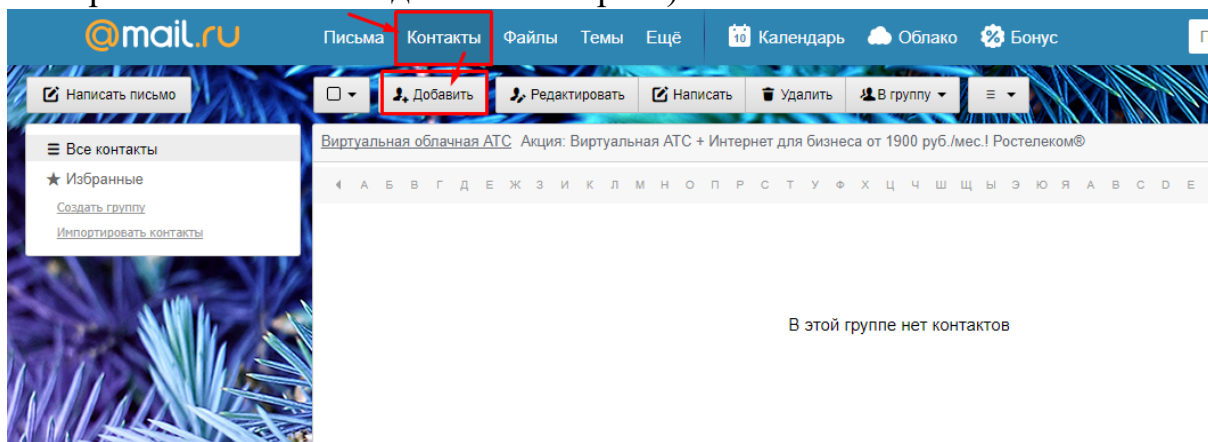 @mail.ru Письма Контакты Файлы Темы Ещё 10 Календарь Облако % Бонус
Написать письмо Добавить Редактировать Написать Удалить В группу
Все контакты
Виртуальная облачная АТС Акция: Виртуальная АТС + Интернет для бизнеса от 1900 руб./мес.! Ростелеком®
Избранные
А Б В Г Д Е Ж З И К Л М Н О П Р С Т У Ф Х Ц Ч Ш Щ Ы Э Ю Я A B C D E
Создать группу
Импортировать контакты
В этой группе нет контактов